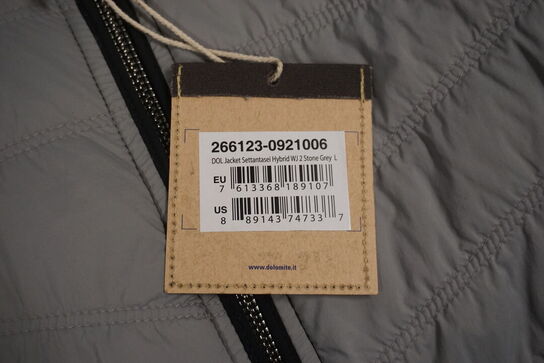 266123-0921006
DOL Jacket Settantasei Hybrid WJ 2 Stone Grey L
EU
7 613368 189107
US
8 89143 74733 7
www.dolomite.it